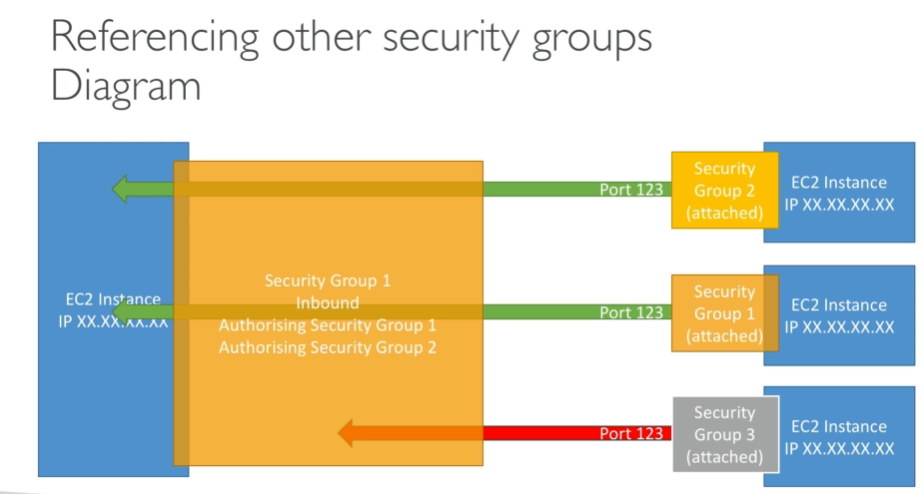 Referencing other security groups
Diagram
EC2 Instance
IP XX.XX.XX.XX
Security Group 1
Inbound
Authorising Security Group 1
Authorising Security Group 2
Port 123
Security
Group 2
(attached)
EC2 Instance
IP XX.XX.XX.XX
Port 123
Security
Group 1
(attached)
EC2 Instance
IP XX.XX.XX.XX
Port 123
Security
Group 3
(attached)
EC2 Instance
IP XX.XX.XX.XX